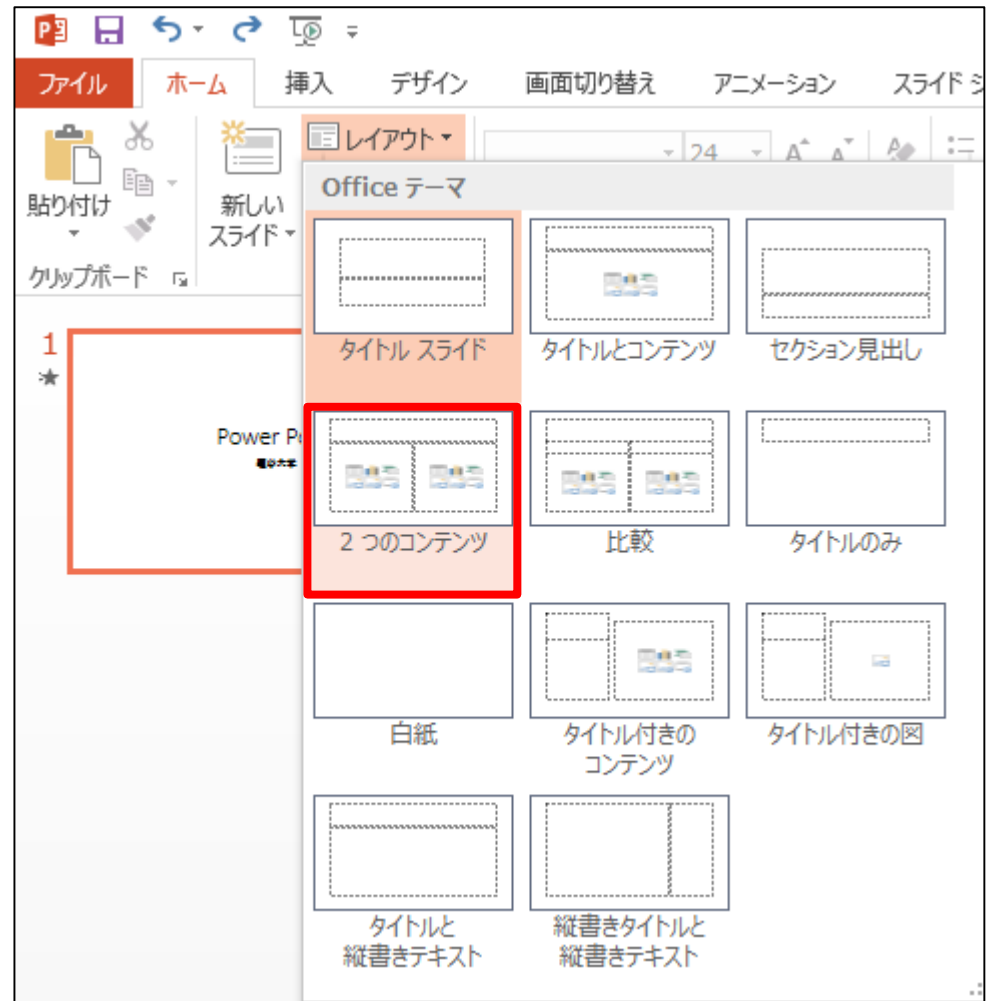 ファイル ホーム 挿入 デザイン 画面切り替え アニメーション スライド
レイアウト
24
貼り付け
新しい
スライド
クリップボード
Office テーマ
タイトル スライド タイトルとコンテンツ セクション見出し
1
Power
2 つのコンテンツ 比較 タイトルのみ
白紙 タイトル付きの
コンテンツ
タイトル付きの図
タイトルと
縦書きテキスト
縦書きタイトルと
縦書きテキスト